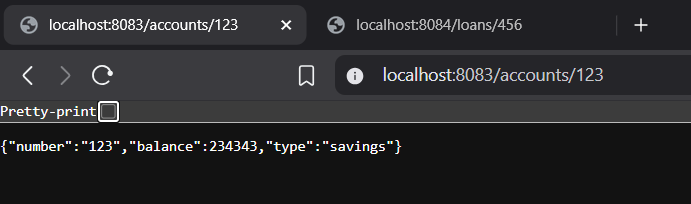 localhost:8083/accounts/123
localhost:8084/loans/456
localhost:8083/accounts/123
Pretty-print
{"number":"123","balance":234343,"type":"savings"}